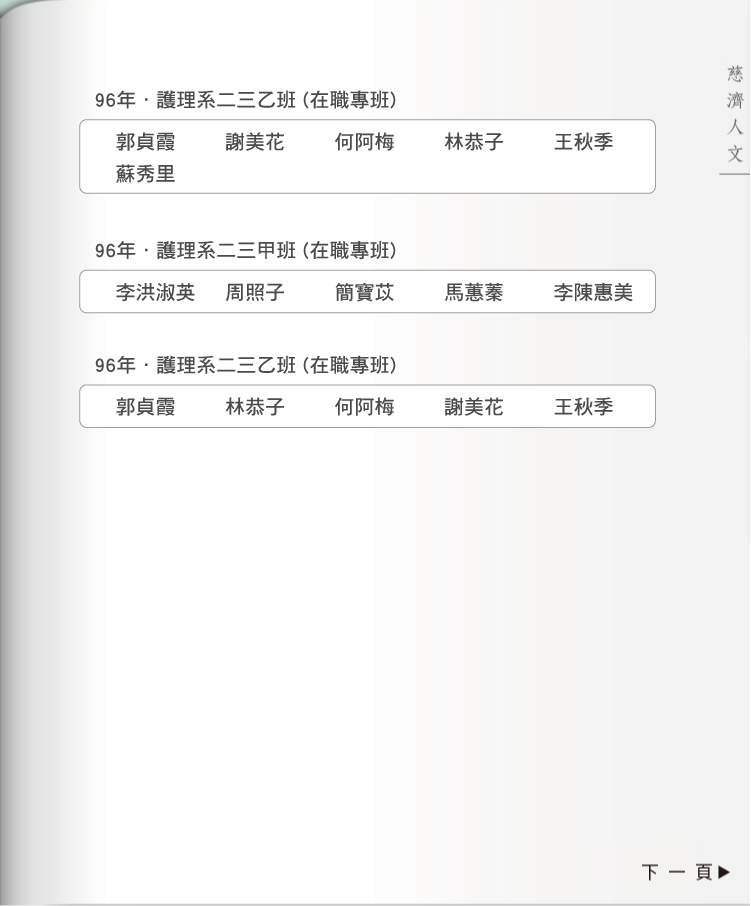 慈濟人文
96年．護理系二三乙班（在職專班）
郭貞霞 謝美花 何阿梅 林恭子 王秋季
蘇秀里
96年．護理系二三甲班（在職專班）
李洪淑英 周照子 簡寶苡 馬蕙蓁 李陳惠美
96年．護理系二三乙班（在職專班）
郭貞霞 林恭子 何阿梅 謝美花 王秋季
下一頁▶